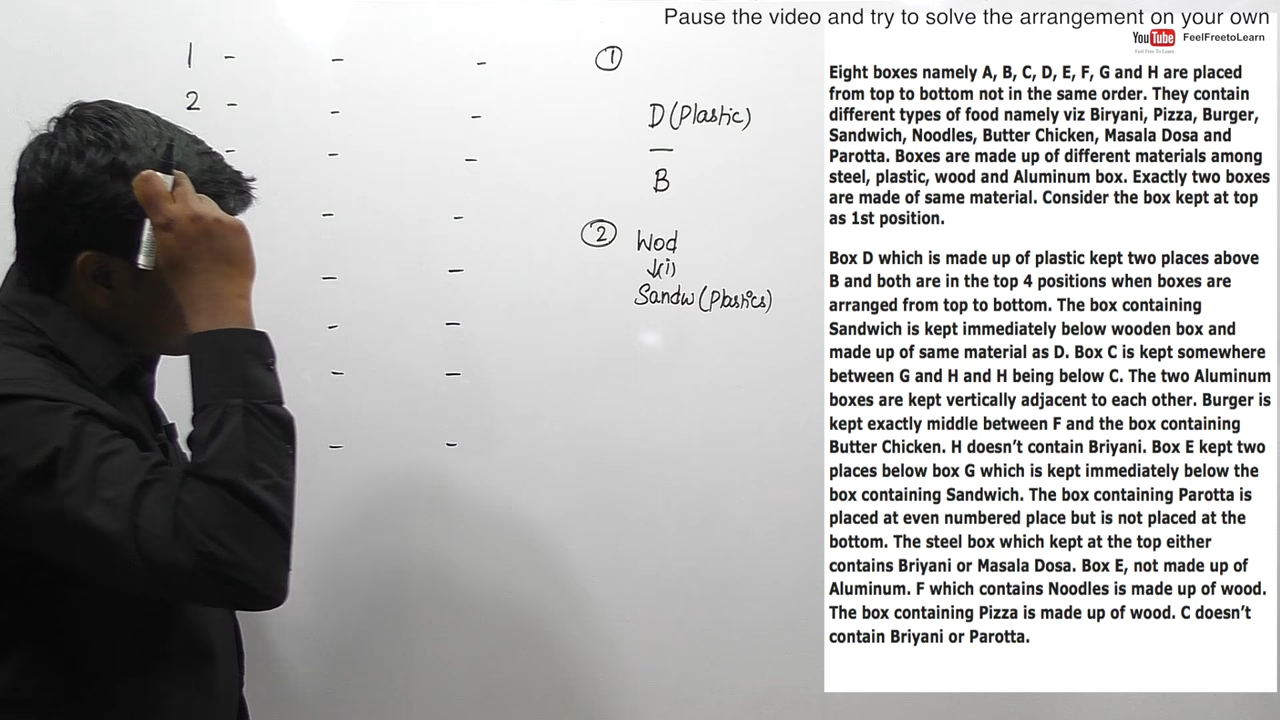 Pause the video and try to solve the arrangement on your own
YouTube FeelFreetoLearn
Feel Free To Learn
1 - - -
2 - - -
- - -
- -
- -
- -
- -
- -
①
D (Plastic)
—
B
②
Wod
↓(i)
Sandw (Plastics)
Eight boxes namely A, B, C, D, E, F, G and H are placed
from top to bottom not in the same order. They contain
different types of food namely viz Biryani, Pizza, Burger,
Sandwich, Noodles, Butter Chicken, Masala Dosa and
Parotta. Boxes are made up of different materials among
steel, plastic, wood and Aluminum box. Exactly two boxes
are made of same material. Consider the box kept at top
as 1st position.
Box D which is made up of plastic kept two places above
B and both are in the top 4 positions when boxes are
arranged from top to bottom. The box containing
Sandwich is kept immediately below wooden box and
made up of same material as D. Box C is kept somewhere
between G and H and H being below C. The two Aluminum
boxes are kept vertically adjacent to each other. Burger is
kept exactly middle between F and the box containing
Butter Chicken. H doesn't contain Briyani. Box E kept two
places below box G which is kept immediately below the
box containing Sandwich. The box containing Parotta is
placed at even numbered place but is not placed at the
bottom. The steel box which kept at the top either
contains Briyani or Masala Dosa. Box E, not made up of
Aluminum. F which contains Noodles is made up of wood.
The box containing Pizza is made up of wood. C doesn't
contain Briyani or Parotta.